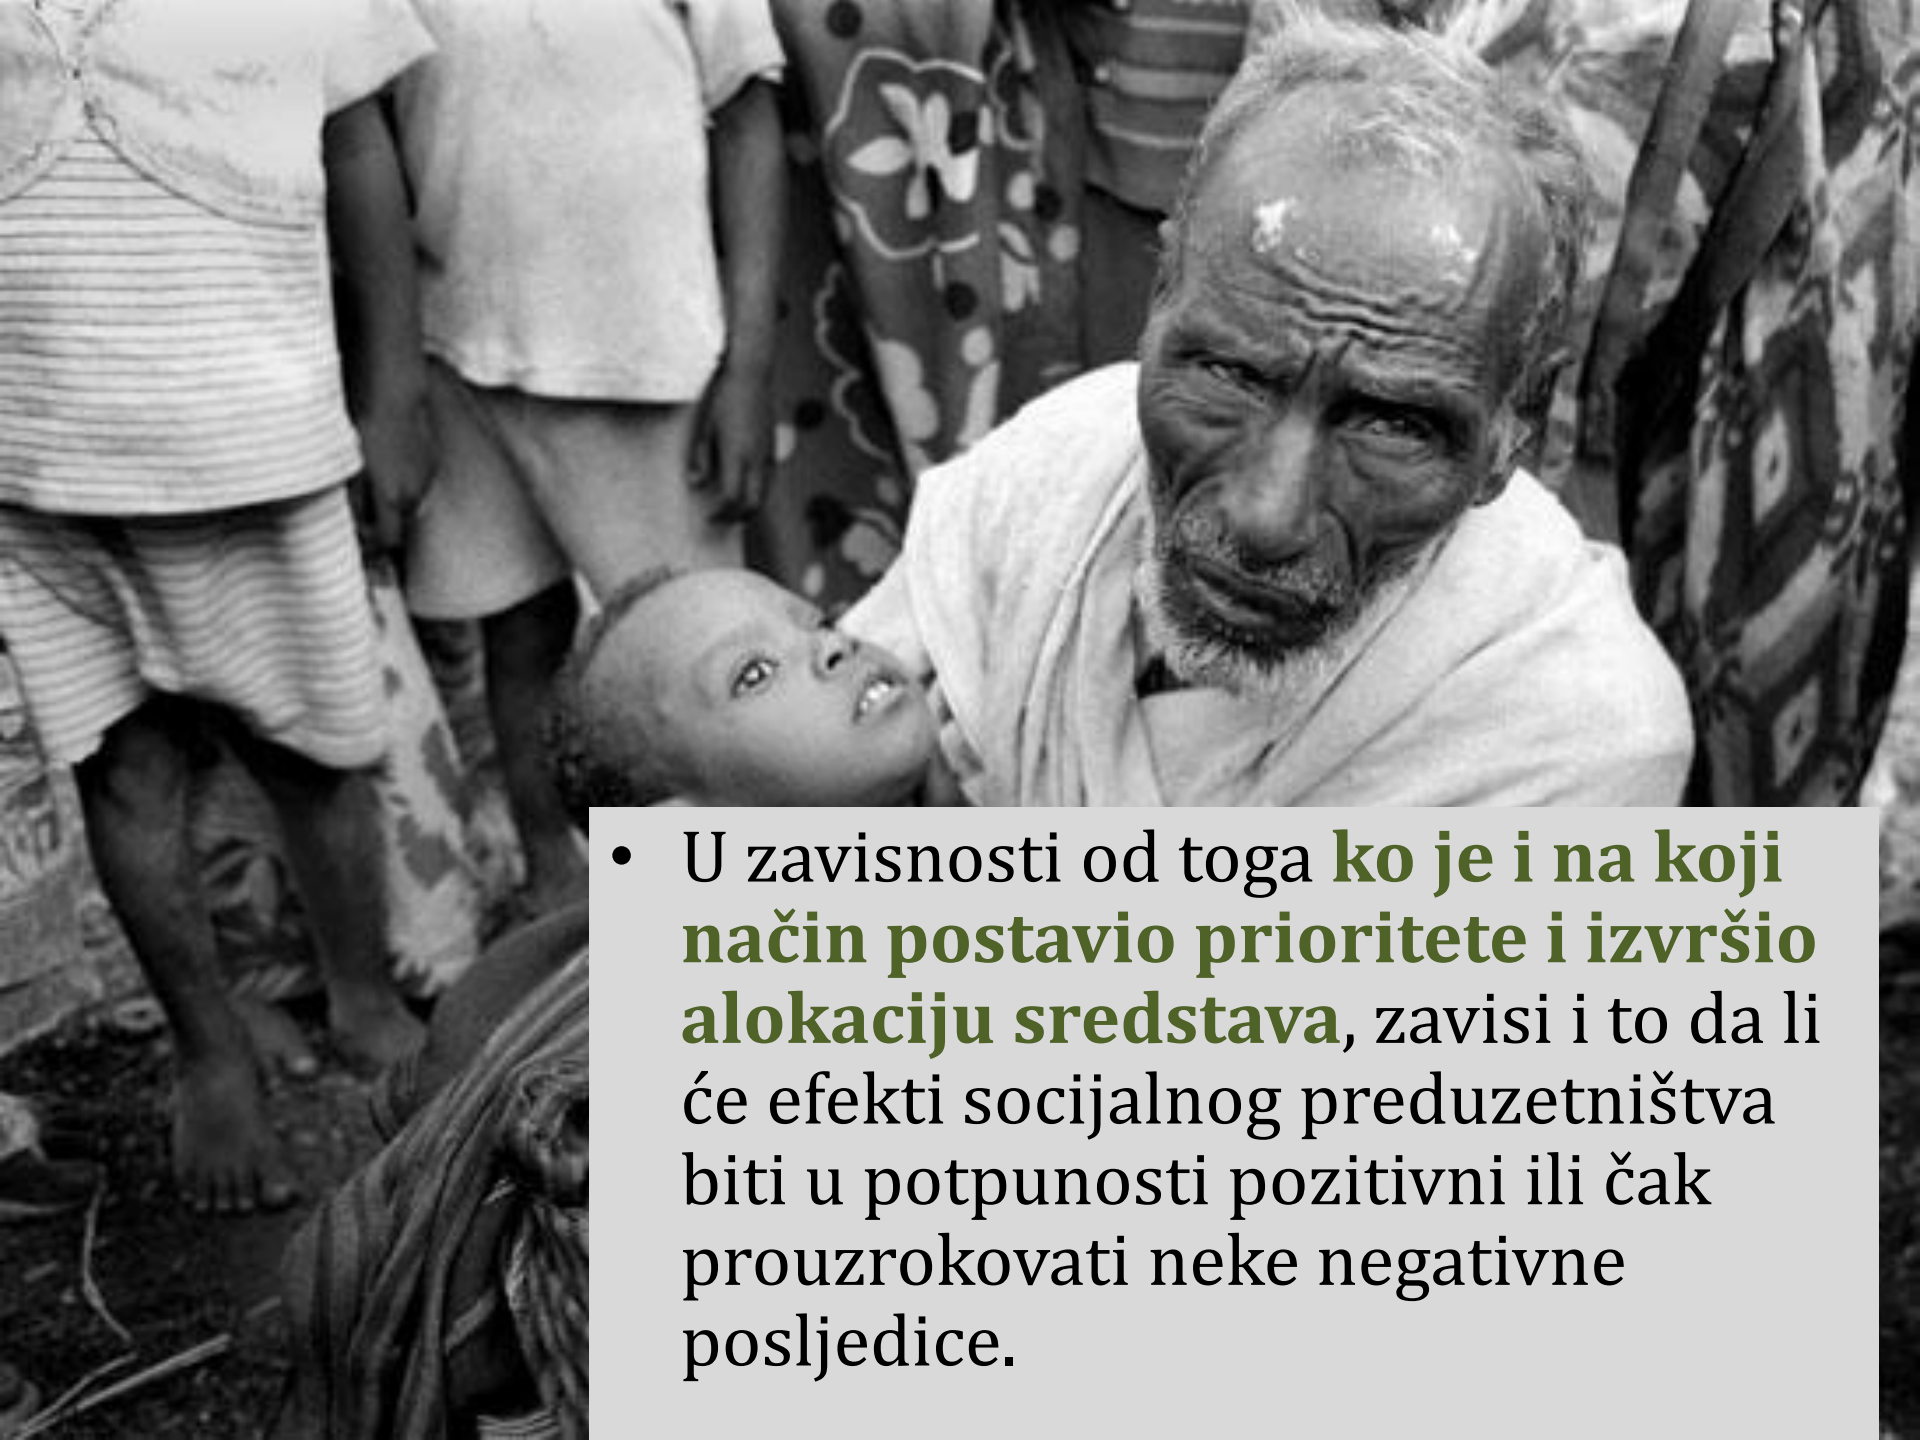 • U zavisnosti od toga ko je i na koji
način postavio prioritete i izvršio
alokaciju sredstava, zavisi i to da li
će efekti socijalnog preduzetništva
biti u potpunosti pozitivni ili čak
prouzrokovati neke negativne
posljedice.